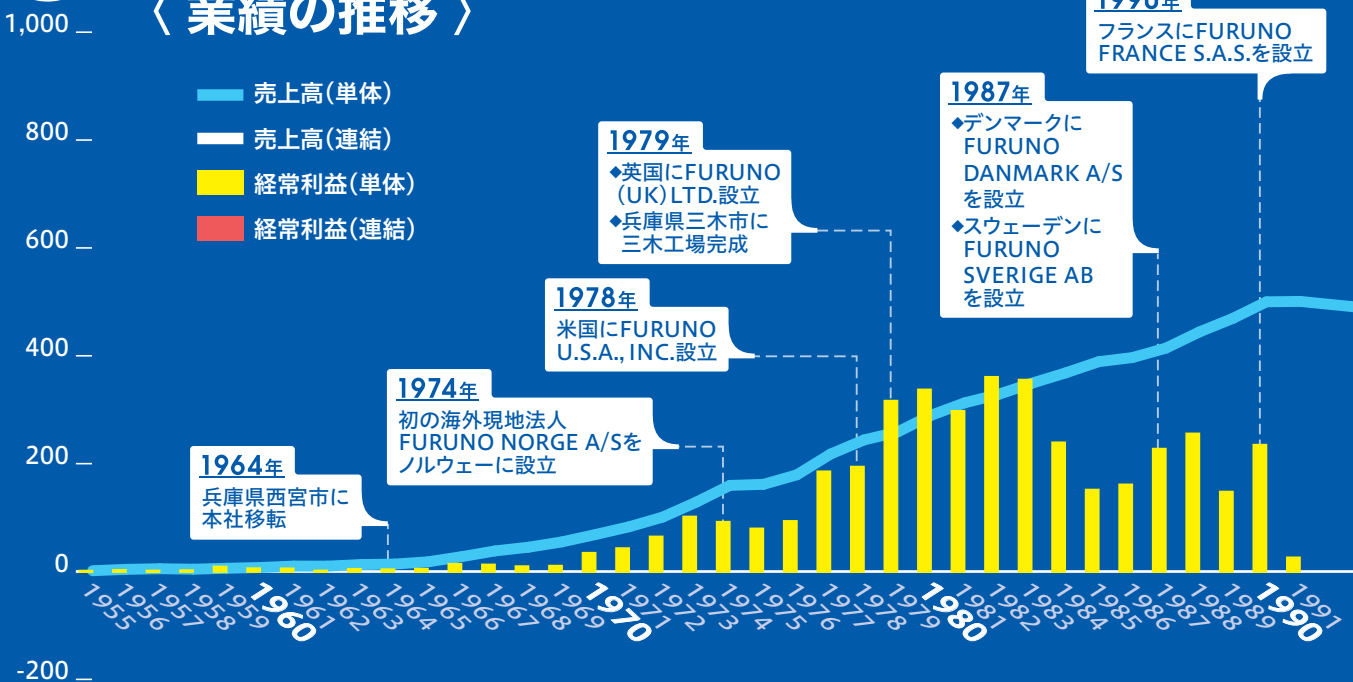 〈 業績の推移 〉
1,000
800
600
400
200
0
-200
売上高(単体)
売上高(連結)
経常利益(単体)
経常利益(連結)
1964年
兵庫県西宮市に
本社移転
1974年
初の海外現地法人
FURUNO NORGE A/Sを
ノルウェーに設立
1978年
米国にFURUNO
U.S.A., INC.設立
1979年
◆英国にFURUNO
(UK)LTD.設立
◆兵庫県三木市に
三木工場完成
1987年
◆デンマークに
FURUNO
DANMARK A/S
を設立
◆スウェーデンに
FURUNO
SVERIGE AB
を設立
フランスにFURUNO
FRANCE S.A.S.を設立
1955
1956
1957
1958
1959
1960
1961
1962
1963
1964
1965
1966
1967
1968
1969
1970
1971
1972
1973
1974
1975
1976
1977
1978
1979
1980
1981
1982
1983
1984
1985
1986
1987
1988
1989
1990
1991